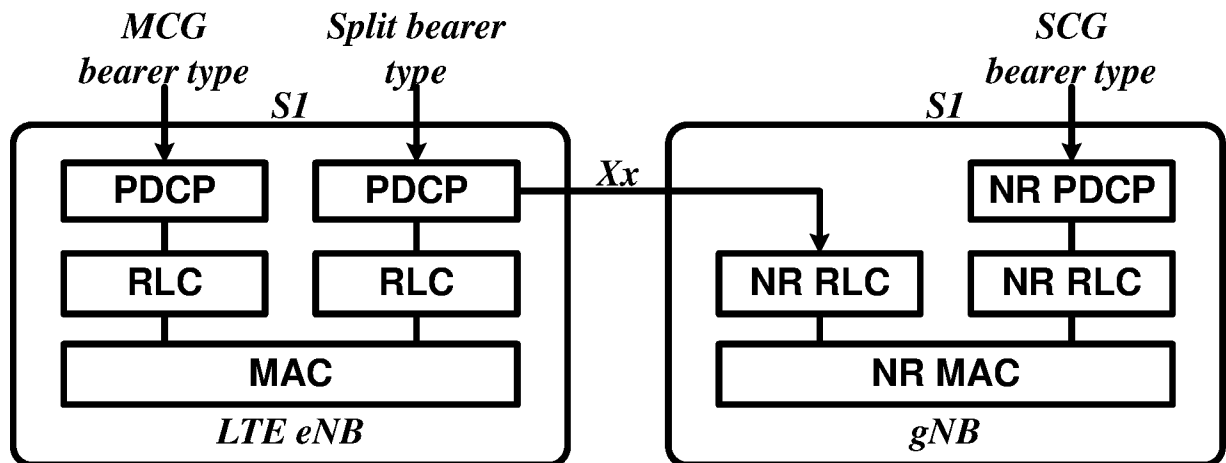 MCG
bearer type
Split bearer
type
SCG
bearer type
S1
S1
PDCP
PDCP
Xx
NR PDCP
RLC
RLC
NR RLC
NR RLC
MAC
NR MAC
LTE eNB
gNB